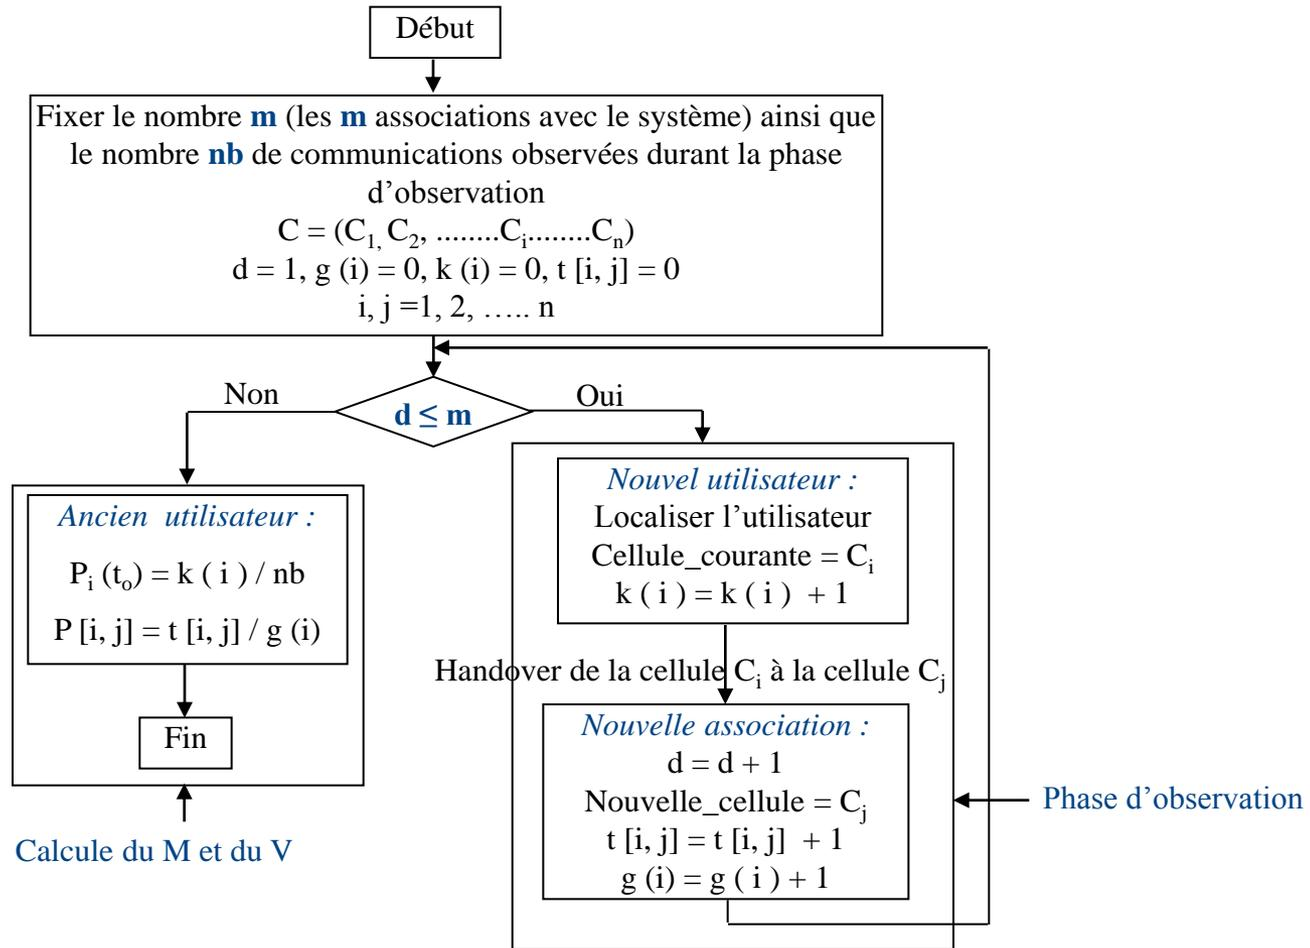 Début
Fixer le nombre m (les m associations avec le système) ainsi que
le nombre nb de communications observées durant la phase
d’observation
C = (C1, C2, ........Ci........Cn)
d = 1, g (i) = 0, k (i) = 0, t [i, j] = 0
i, j =1, 2, ….. n
Non
d ≤ m
Oui
Ancien utilisateur :
Pi (to) = k ( i ) / nb
P [i, j] = t [i, j] / g (i)
Fin
Calcule du M et du V
Nouvel utilisateur :
Localiser l’utilisateur
Cellule_courante = Ci
k ( i ) = k ( i ) + 1
Handover de la cellule Ci à la cellule Cj
Nouvelle association :
d = d + 1
Nouvelle_cellule = Cj
t [i, j] = t [i, j] + 1
g (i) = g ( i ) + 1
Phase d’observation